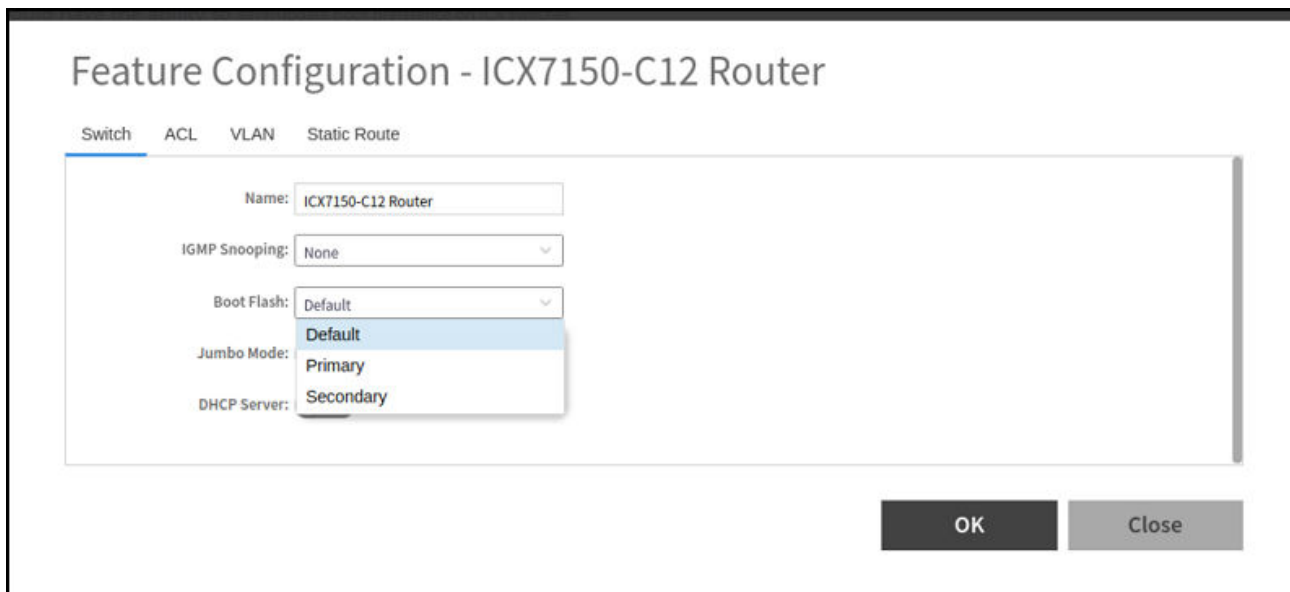 Feature Configuration - ICX7150-C12 Router
Switch ACL VLAN Static Route
Name: ICX7150-C12 Router
IGMP Snooping: None
Boot Flash: Default
Default
Jumbo Mode:
Primary
Secondary
DHCP Server:
OK Close